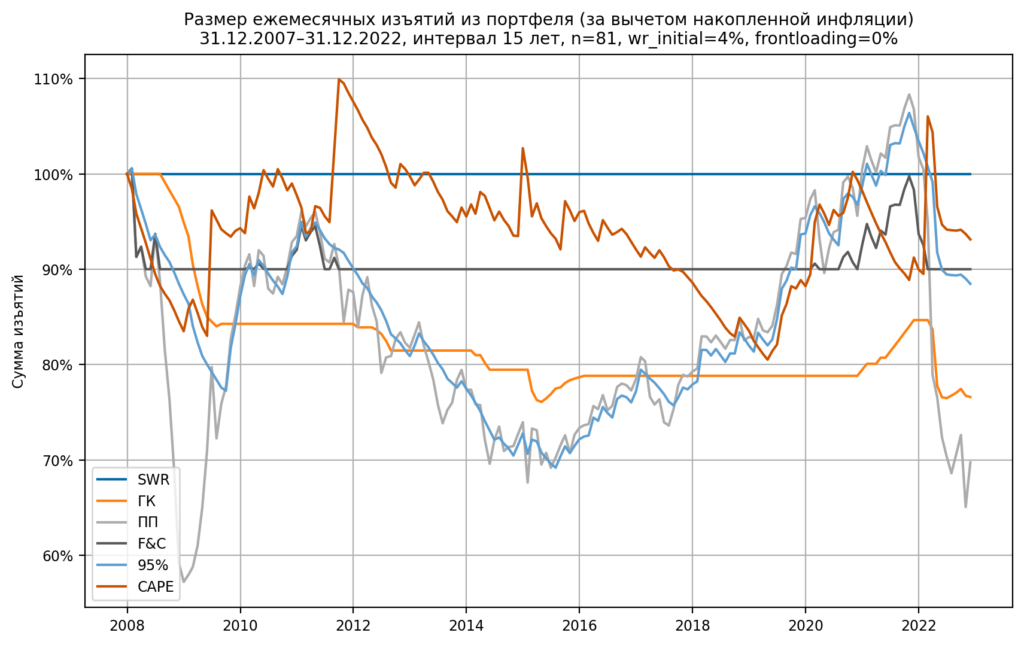 Размер ежемесячных изъятий из портфеля (за вычетом накопленной инфляции)
31.12.2007–31.12.2022, интервал 15 лет, n=81, wr_initial=4%, frontloading=0%
Сумма изъятий
110%
100%
90%
80%
70%
60%
SWR
ГК
ПП
F&C
95%
CAPE
2008
2010
2012
2014
2016
2018
2020
2022